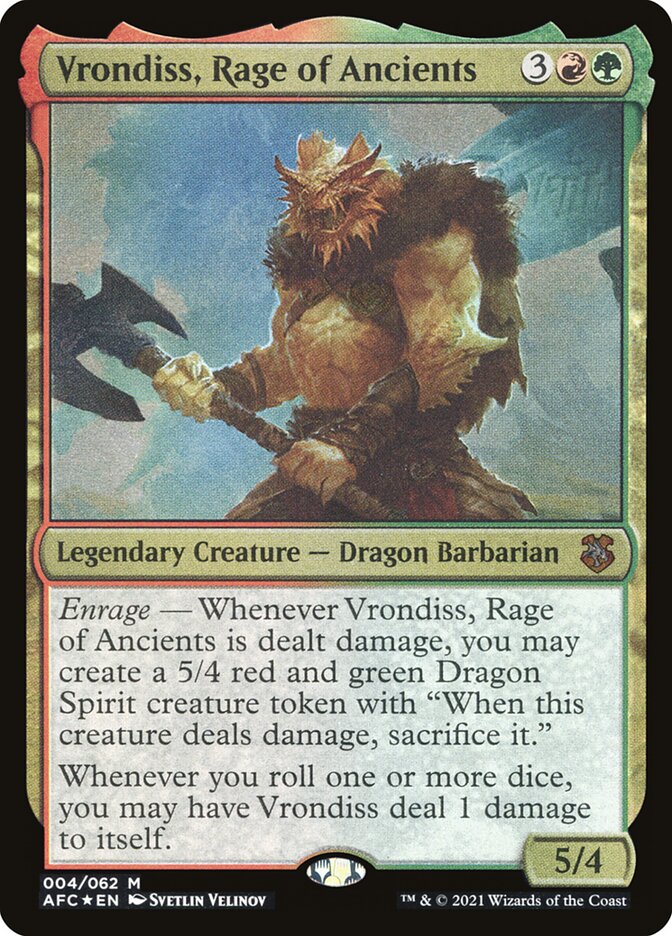 Vrondiss, Rage of Ancients 3
Legendary Creature — Dragon Barbarian
Enrage — Whenever Vrondiss, Rage
of Ancients is dealt damage, you may
create a 5/4 red and green Dragon
Spirit creature token with “When this
creature deals damage, sacrifice it.”
Whenever you roll one or more dice,
you may have Vrondiss deal 1 damage
to itself.
5/4
004/062 M
AFC★EN Svetlin Velinov
™ & © 2021 Wizards of the Coast